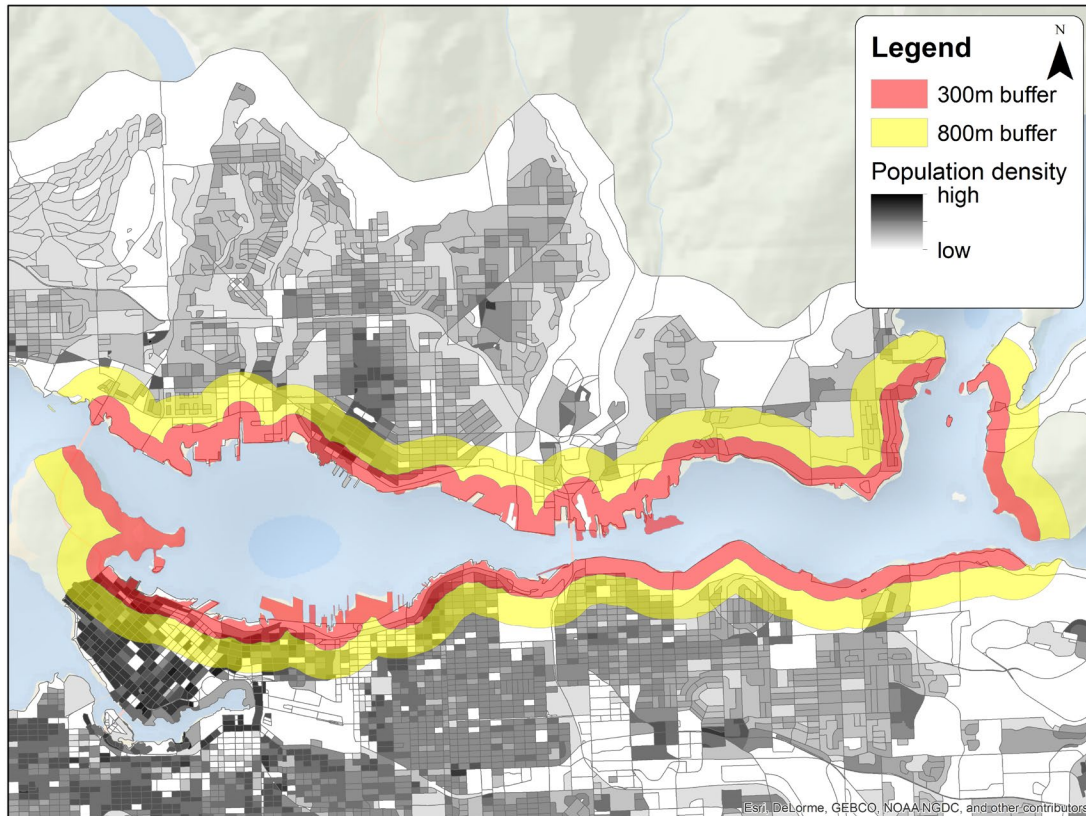 Legend
N
300m buffer
800m buffer
Population density
high
low
Esri, DeLorme, GEBCO, NOAA NGDC, and other contributors